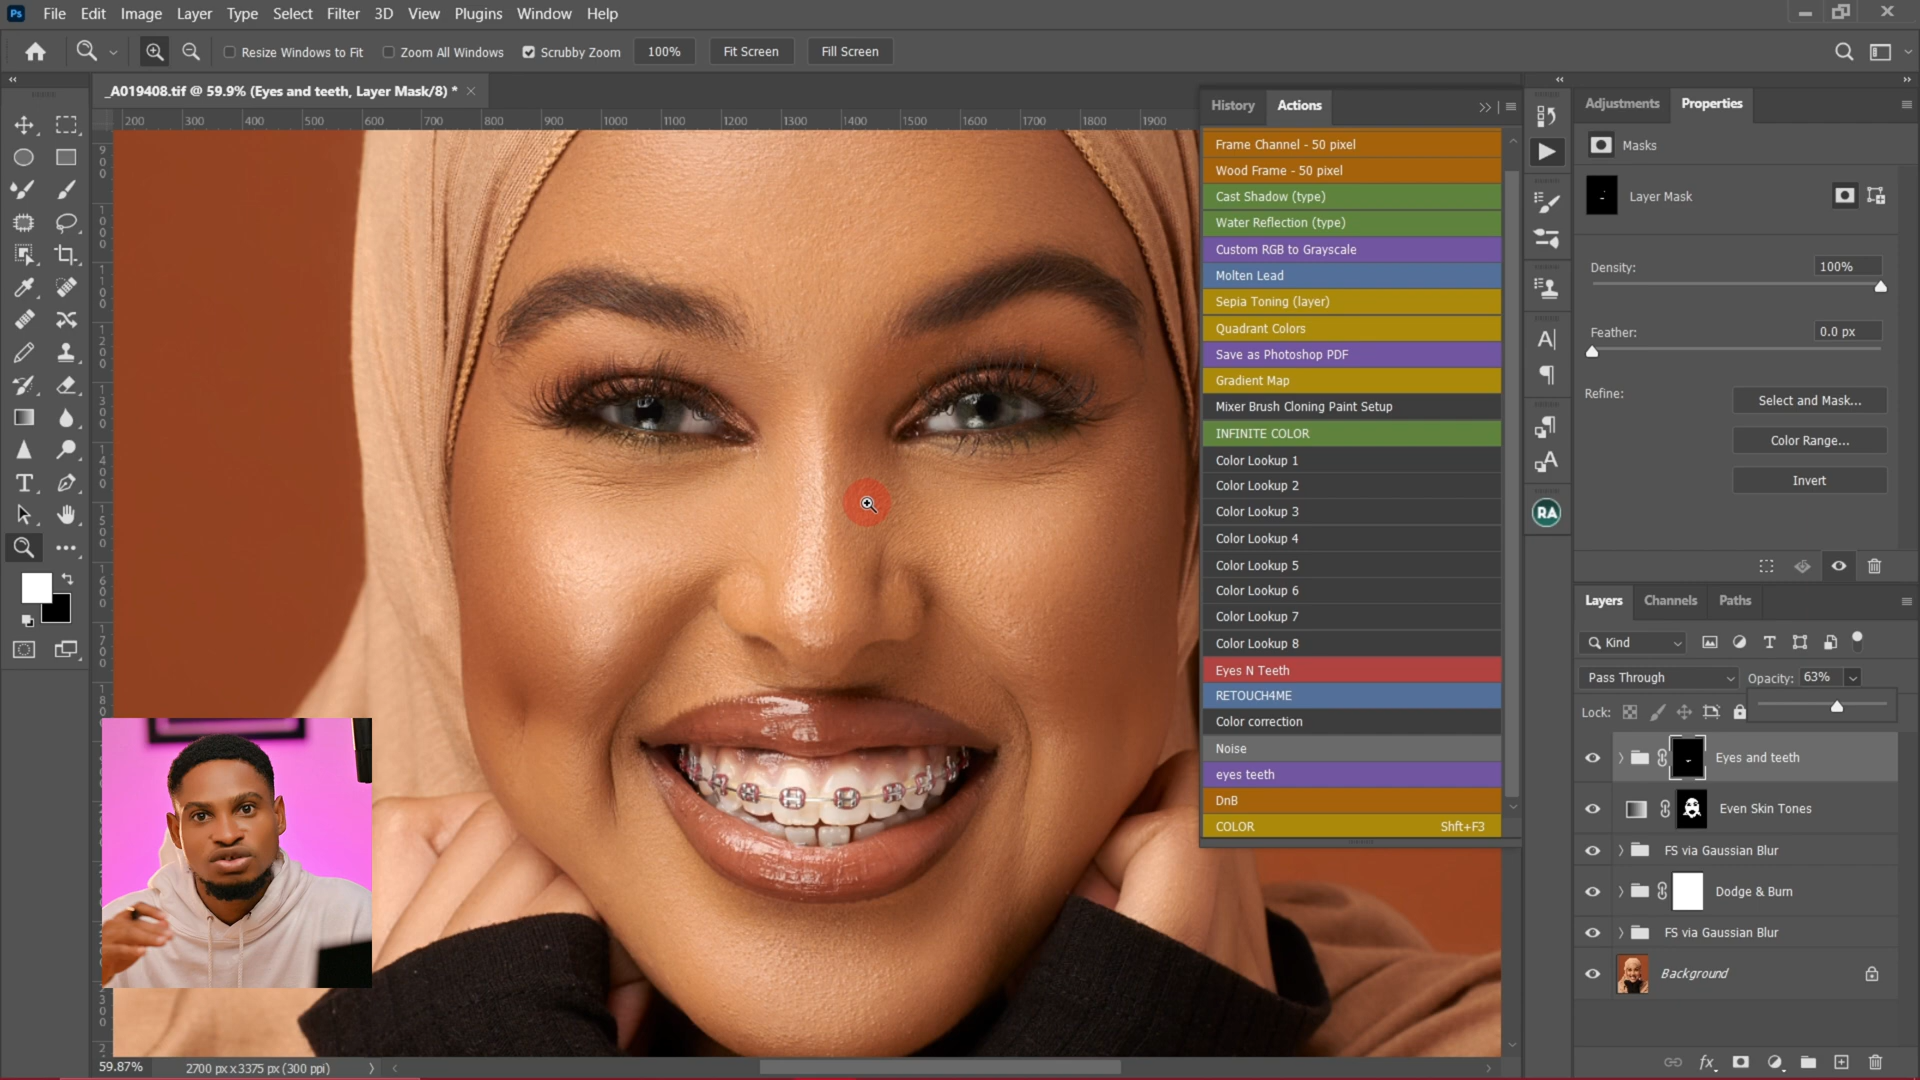 Ps File Edit Image Layer Type Select Filter 3D View Plugins Window Help
Resize Windows to Fit Zoom All Windows Scrubby Zoom 100% Fit Screen Fill Screen
_A019408.tif @ 59.9% (Eyes and teeth, Layer Mask/8) *
200 300 400 500 600 700 800 900 1000 1100 1200 1300 1400 1500 1600 1700 1800 1900
History Actions
Frame Channel - 50 pixel
Wood Frame - 50 pixel
Cast Shadow (type)
Water Reflection (type)
Custom RGB to Grayscale
Molten Lead
Sepia Toning (layer)
Quadrant Colors
Save as Photoshop PDF
Gradient Map
Mixer Brush Cloning Paint Setup
INFINITE COLOR
Color Lookup 1
Color Lookup 2
Color Lookup 3
Color Lookup 4
Color Lookup 5
Color Lookup 6
Color Lookup 7
Color Lookup 8
Eyes N Teeth
RETOUCH4ME
Color correction
Noise
eyes teeth
DnB
COLOR Shft+F3
RA
Adjustments Properties
Masks
Layer Mask
Density: 100%
Feather: 0.0 px
Refine: Select and Mask...
Color Range...
Invert
Layers Channels Paths
Kind
Pass Through Opacity: 63%
Lock:
Eyes and teeth
Even Skin Tones
FS via Gaussian Blur
Dodge & Burn
FS via Gaussian Blur
Background
fx
59.87% 2700 px x 3375 px (300 ppi)